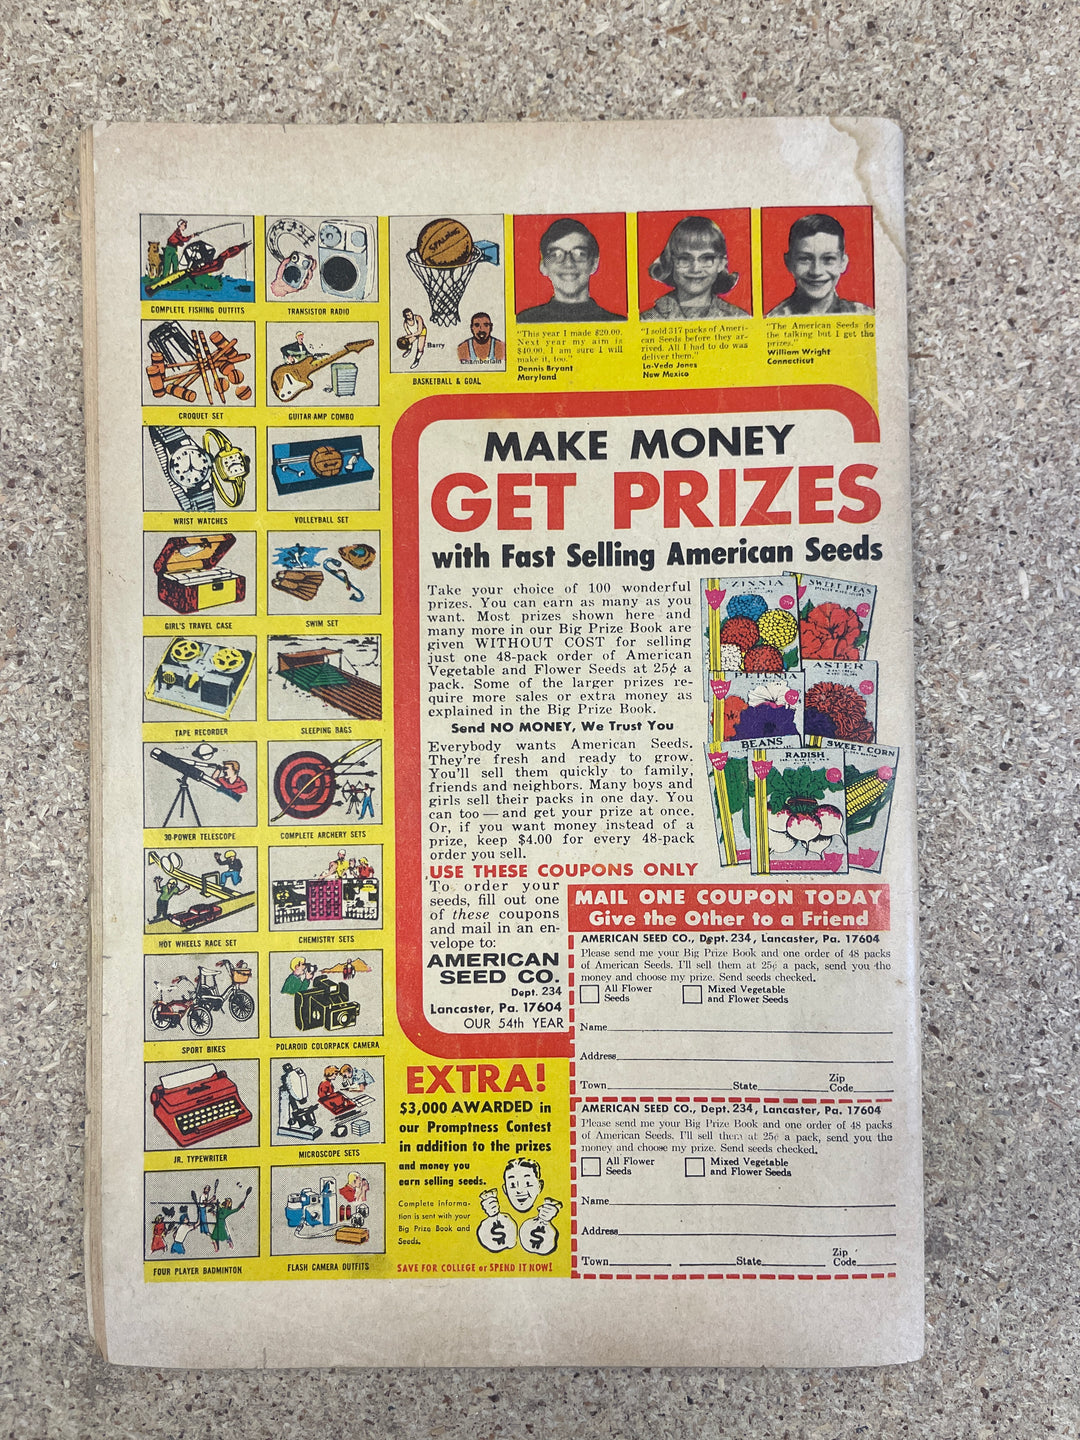 COMPLETE FISHING OUTFITS
TRANSISTOR RADIO
SPALDING
Barry
Chamberlain
BASKETBALL & GOAL
CROQUET SET
GUITAR-AMP COMBO
WRIST WATCHES
VOLLEYBALL SET
GIRL'S TRAVEL CASE
SWIM SET
TAPE RECORDER
SLEEPING BAGS
30-POWER TELESCOPE
COMPLETE ARCHERY SETS
HOT WHEELS RACE SET
CHEMISTRY SETS
SPORT BIKES
POLAROID COLORPACK CAMERA
JR. TYPEWRITER
MICROSCOPE SETS
FOUR PLAYER BADMINTON
FLASH CAMERA OUTFITS
"This year I made $20.00.
Next year my aim is
$40.00. I am sure I will
make it, too."
Dennis Bryant
Maryland
"I sold 317 packs of Ameri-
can Seeds before they ar-
rived. All I had to do was
deliver them."
La-Veda Jones
New Mexico
"The American Seeds do
the talking but I get the
prizes."
William Wright
Connecticut
MAKE MONEY
GET PRIZES
with Fast Selling American Seeds
Take your choice of 100 wonderful
prizes. You can earn as many as you
want. Most prizes shown here and
many more in our Big Prize Book are
given WITHOUT COST for selling
just one 48-pack order of American
Vegetable and Flower Seeds at 25¢ a
pack. Some of the larger prizes re-
quire more sales or extra money as
explained in the Big Prize Book.
Send NO MONEY, We Trust You
Everybody wants American Seeds.
They're fresh and ready to grow.
You'll sell them quickly to family,
friends and neighbors. Many boys and
girls sell their packs in one day. You
can too — and get your prize at once.
Or, if you want money instead of a
prize, keep $4.00 for every 48-pack
order you sell.
ZINNIA
SWEET PEAS
PETUNIA
ASTER
BEANS
RADISH
SWEET CORN
USE THESE COUPONS ONLY
To order your
seeds, fill out one
of these coupons
and mail in an en-
velope to:
AMERICAN
SEED CO.
Dept. 234
Lancaster, Pa. 17604
OUR 54th YEAR
MAIL ONE COUPON TODAY
Give the Other to a Friend
AMERICAN SEED CO., Dept. 234, Lancaster, Pa. 17604
Please send me your Big Prize Book and one order of 48 packs
of American Seeds. I'll sell them at 25¢ a pack, send you the
money and choose my prize. Send seeds checked.
All Flower
Seeds
Mixed Vegetable
and Flower Seeds
Name
Address
Town State Zip Code
AMERICAN SEED CO., Dept. 234, Lancaster, Pa. 17604
Please send me your Big Prize Book and one order of 48 packs
of American Seeds. I'll sell them at 25¢ a pack, send you the
money and choose my prize. Send seeds checked.
All Flower
Seeds
Mixed Vegetable
and Flower Seeds
Name
Address
Town State Zip Code
EXTRA!
$3,000 AWARDED in
our Promptness Contest
in addition to the prizes
and money you
earn selling seeds.
Complete informa-
tion is sent with your
Big Prize Book and
Seeds.
$ $
SAVE FOR COLLEGE or SPEND IT NOW!